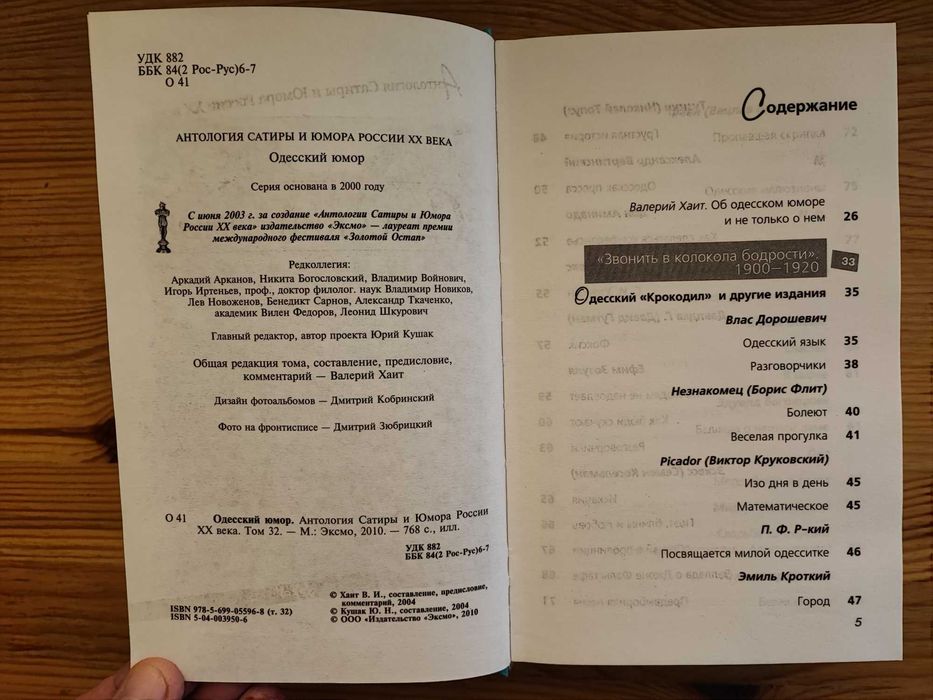 УДК 882
ББК 84(2 Рос-Рус)6-7
О 41
АНТОЛОГИЯ САТИРЫ И ЮМОРА РОССИИ XX ВЕКА
Одесский юмор
Серия основана в 2000 году
С июня 2003 г. за создание «Антологии Сатиры и Юмора
России XX века» издательство «Эксмо» — лауреат премии
международного фестиваля «Золотой Остап»
Редколлегия:
Аркадий Арканов, Никита Богословский, Владимир Войнович,
Игорь Иртеньев, проф., доктор филолог. наук Владимир Новиков,
Лев Новоженов, Бенедикт Сарнов, Александр Ткаченко,
академик Вилен Федоров, Леонид Шкурович
Главный редактор, автор проекта Юрий Кушак
Общая редакция тома, составление, предисловие,
комментарий — Валерий Хаит
Дизайн фотоальбомов — Дмитрий Кобринский
Фото на фронтисписе — Дмитрий Зюбрицкий
О 41 Одесский юмор. Антология Сатиры и Юмора России
XX века. Том 32. — М.: Эксмо, 2010. — 768 с., илл.
УДК 882
ББК 84(2 Рос-Рус)6-7
ISBN 978-5-699-05596-8 (т. 32)
ISBN 5-04-003950-6
© Хаит В. И., составление, предисловие,
комментарий, 2004
© Кушак Ю. Н., составление, 2004
© ООО «Издательство «Эксмо», 2010
Содержание
Валерий Хаит. Об одесском юморе
и не только о нем 26
«Звонить в колокола бодрости».
1900—1920 33
Одесский «Крокодил» и другие издания 35
Влас Дорошевич
Одесский язык 35
Разговорчики 38
Незнакомец (Борис Флит)
Болеют 40
Веселая прогулка 41
Picador (Виктор Круковский)
Изо дня в день 45
Математическое 45
П. Ф. Р-кий
Посвящается милой одесситке 46
Эмиль Кроткий
Город 47
5